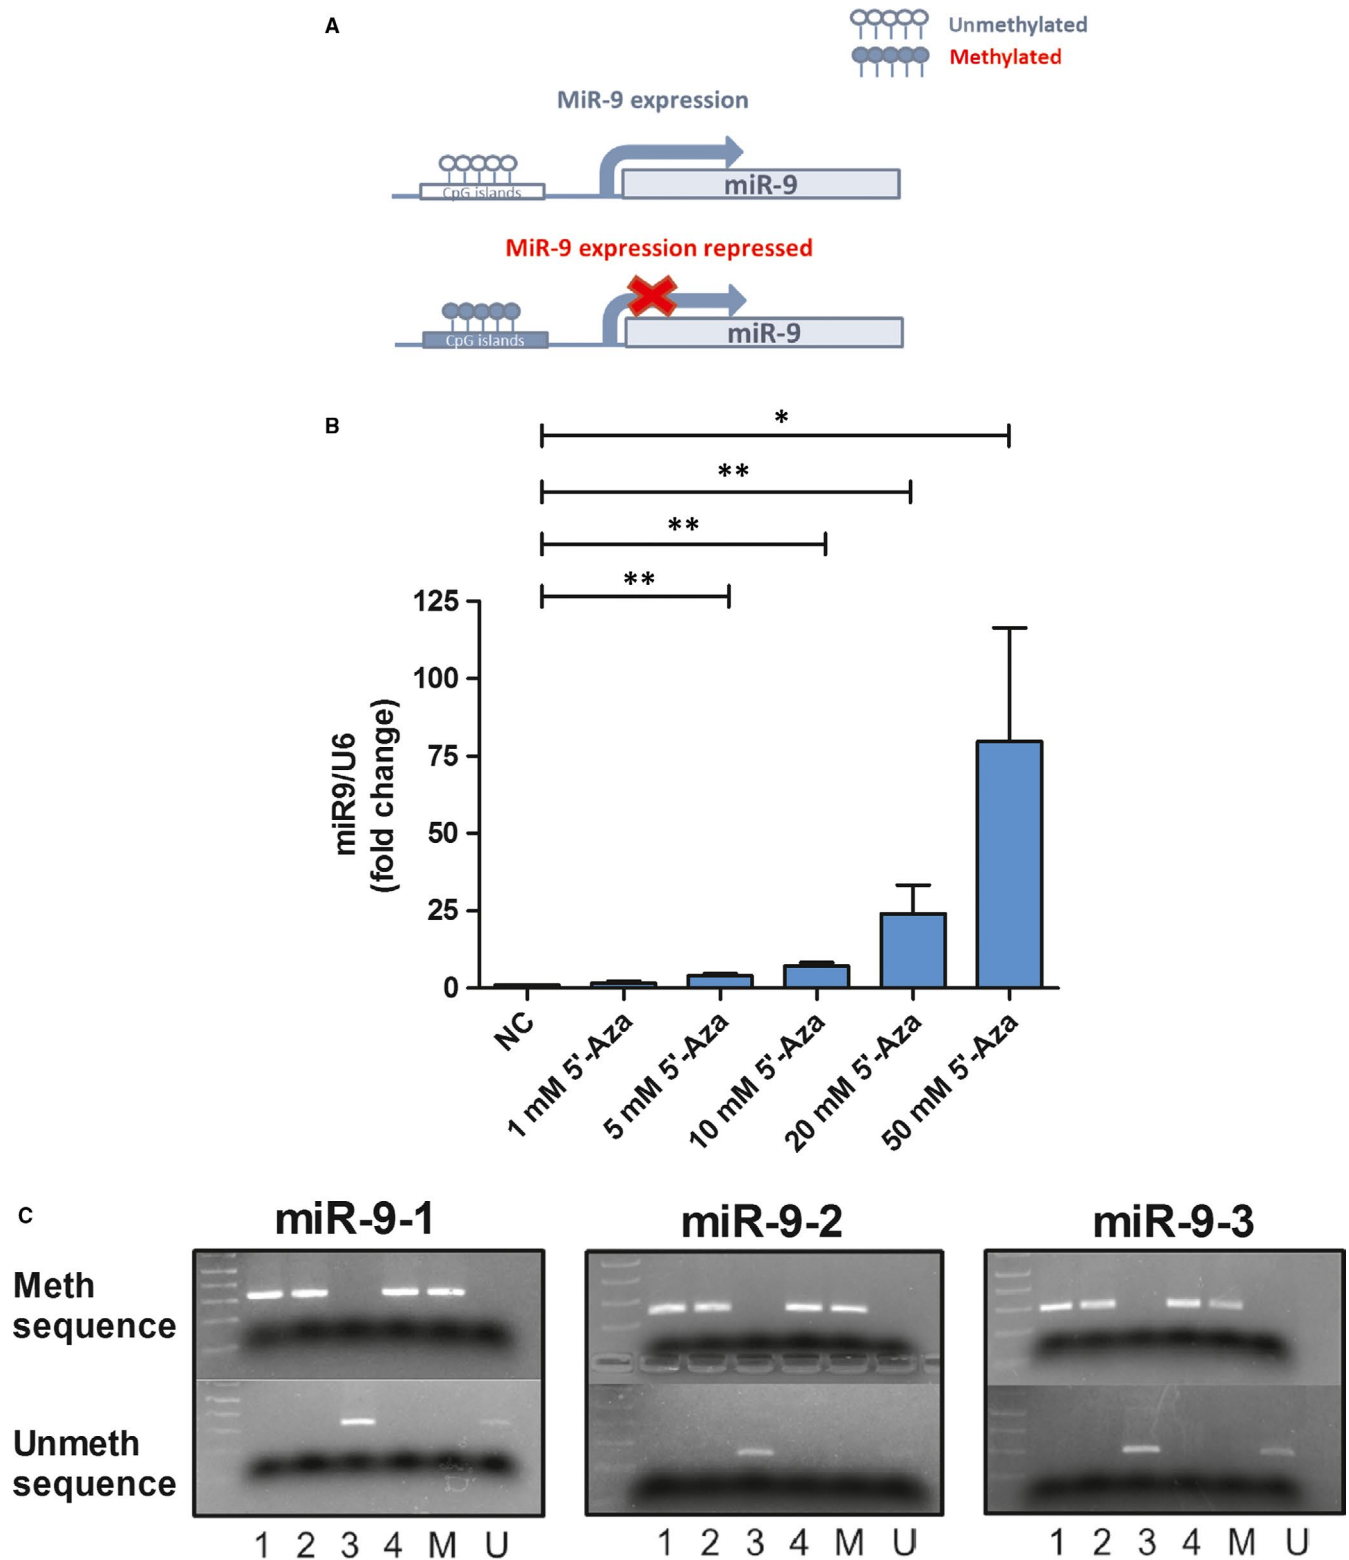 A
Unmethylated
Methylated
MiR-9 expression
CpG islands
miR-9
MiR-9 expression repressed
CpG islands
miR-9
B
*
**
**
**
125
100
75
50
25
0
miR9/U6
(fold change)
NC
1 mM 5'-Aza
5 mM 5'-Aza
10 mM 5'-Aza
20 mM 5'-Aza
50 mM 5'-Aza
C
miR-9-1
miR-9-2
miR-9-3
Meth
sequence
Unmeth
sequence
1 2 3 4 M U
1 2 3 4 M U
1 2 3 4 M U